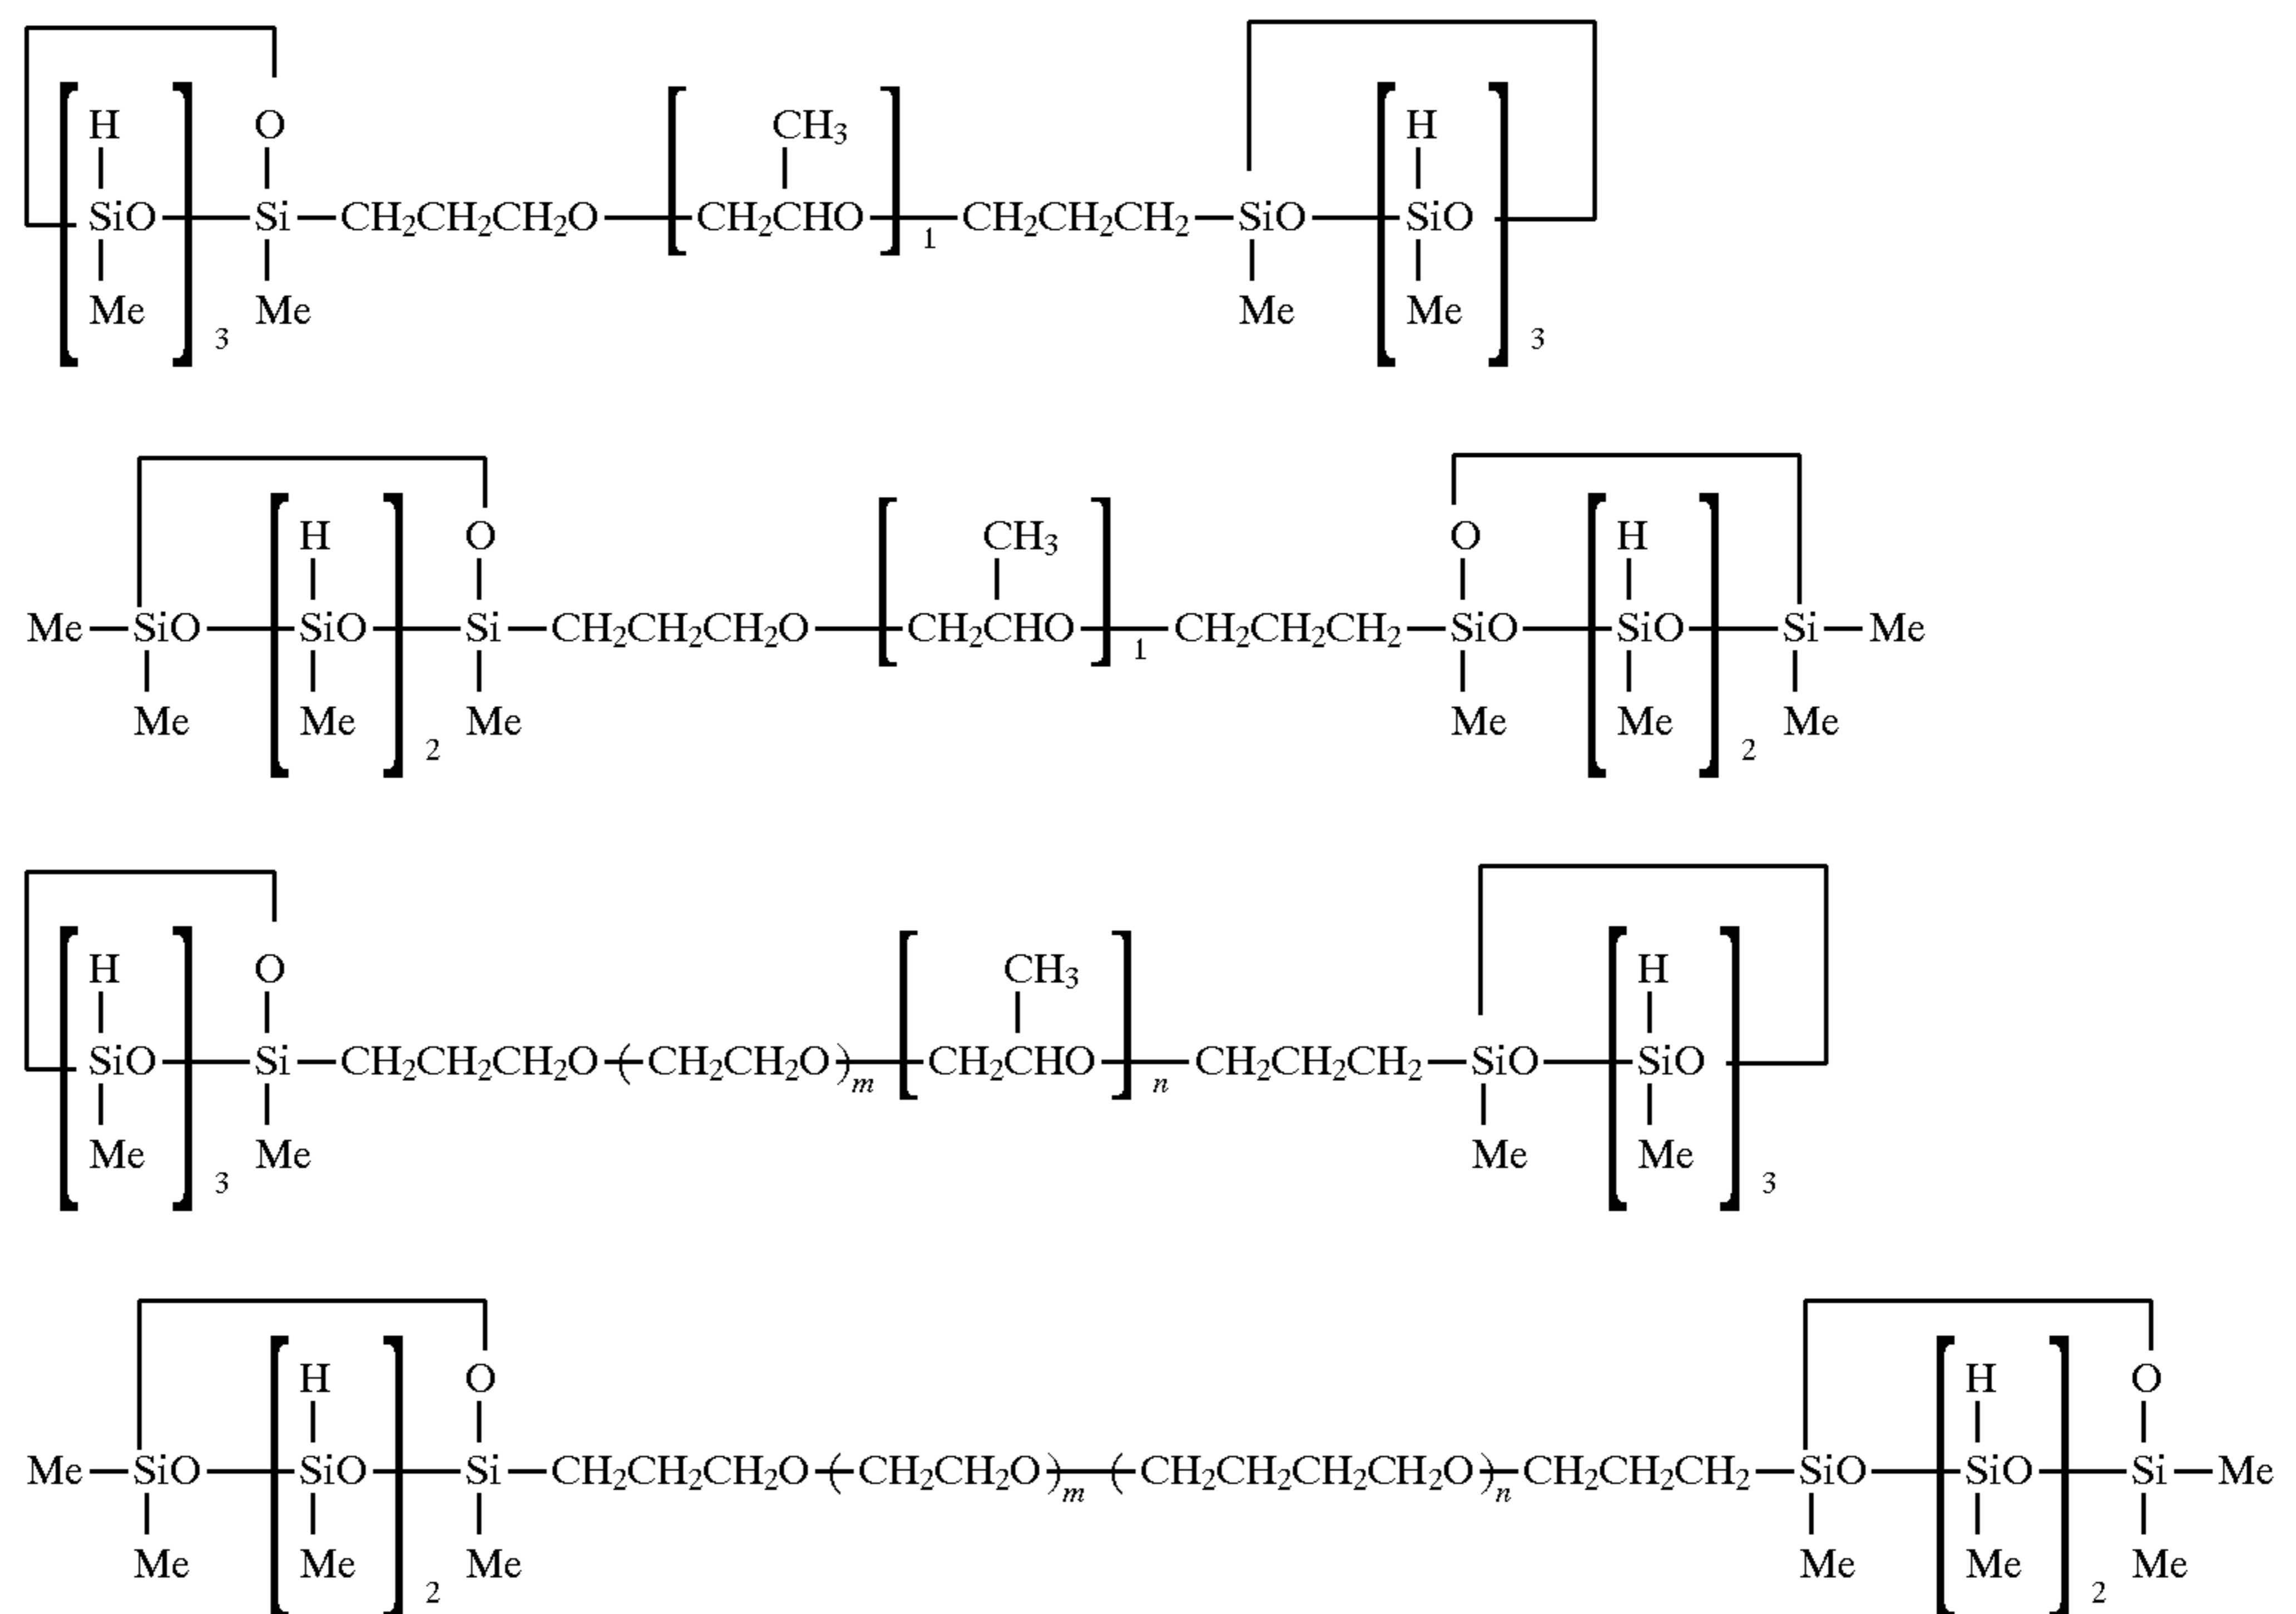 H O CH₃ H
SiO Si CH₂CH₂CH₂O CH₂CHO 1 CH₂CH₂CH₂ SiO SiO
Me 3 Me Me Me 3
H O CH₃ O H
Me SiO SiO Si CH₂CH₂CH₂O CH₂CHO 1 CH₂CH₂CH₂ SiO SiO Si Me
Me Me 2 Me Me Me 2 Me
H O CH₃ H
SiO Si CH₂CH₂CH₂O (CH₂CH₂O)m CH₂CHO n CH₂CH₂CH₂ SiO SiO
Me 3 Me Me Me 3
H O H O
Me SiO SiO Si CH₂CH₂CH₂O (CH₂CH₂O)m (CH₂CH₂CH₂CH₂O)n CH₂CH₂CH₂ SiO SiO Si Me
Me Me 2 Me Me Me 2 Me